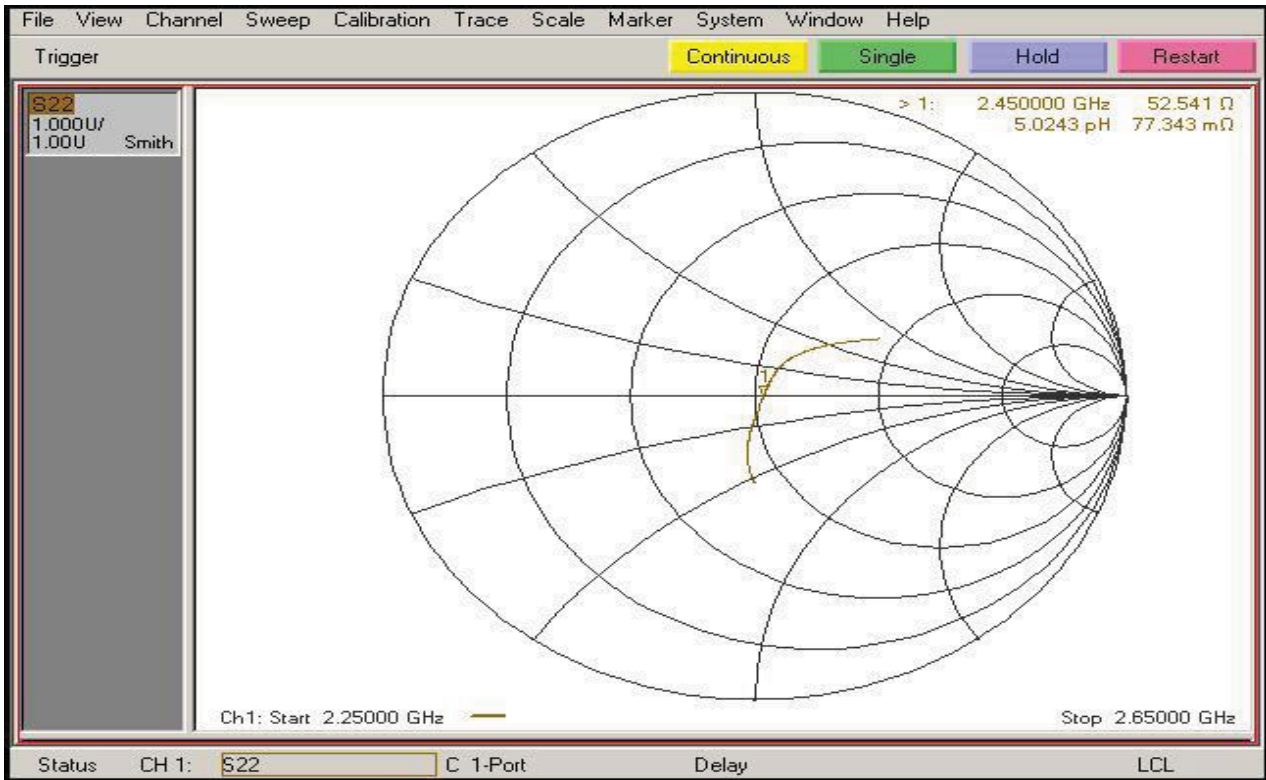 File View Channel Sweep Calibration Trace Scale Marker System Window Help
Trigger Continuous Single Hold Restart
S22
1.000U/
1.00U Smith
> 1: 2.450000 GHz 52.541 Ω
5.0243 pH 77.343 mΩ
1
Ch1: Start 2.25000 GHz Stop 2.65000 GHz
Status CH 1: S22 C 1-Port Delay LCL